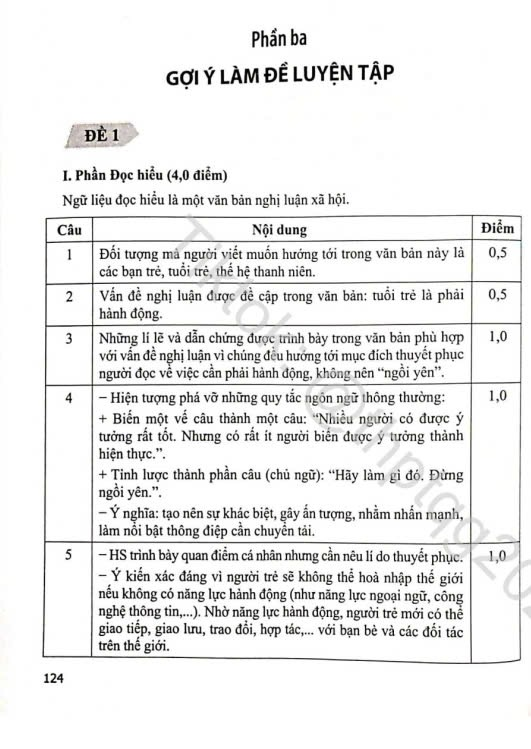 Phần ba
GỢI Ý LÀM ĐỀ LUYỆN TẬP
ĐỀ 1
I. Phần Đọc hiểu (4,0 điểm)
Ngữ liệu đọc hiểu là một văn bản nghị luận xã hội.
Câu Nội dung Điểm
1 Đối tượng mà người viết muốn hướng tới trong văn bản này là 0,5
các bạn trẻ, tuổi trẻ, thế hệ thanh niên.
2 Vấn đề nghị luận được đề cập trong văn bản: tuổi trẻ là phải 0,5
hành động.
3 Những lí lẽ và dẫn chứng được trình bày trong văn bản phù hợp 1,0
với vấn đề nghị luận vì chúng đều hướng tới mục đích thuyết phục
người đọc về việc cần phải hành động, không nên “ngồi yên”.
4 – Hiện tượng phá vỡ những quy tắc ngôn ngữ thông thường: 1,0
+ Biến một vế câu thành một câu: “Nhiều người có được ý
tưởng rất tốt. Nhưng có rất ít người biến được ý tưởng thành
hiện thực.”.
+ Tỉnh lược thành phần câu (chủ ngữ): “Hãy làm gì đó. Đừng
ngồi yên.”.
– Ý nghĩa: tạo nên sự khác biệt, gây ấn tượng, nhằm nhấn mạnh,
làm nổi bật thông điệp cần chuyển tải.
5 – HS trình bày quan điểm cá nhân nhưng cần nêu lí do thuyết phục. 1,0
– Ý kiến xác đáng vì người trẻ sẽ không thể hoà nhập thế giới
nếu không có năng lực hành động (như năng lực ngoại ngữ, công
nghệ thông tin,...). Nhờ năng lực hành động, người trẻ mới có thể
giao tiếp, giao lưu, trao đổi, hợp tác,... với bạn bè và các đối tác
trên thế giới.
124